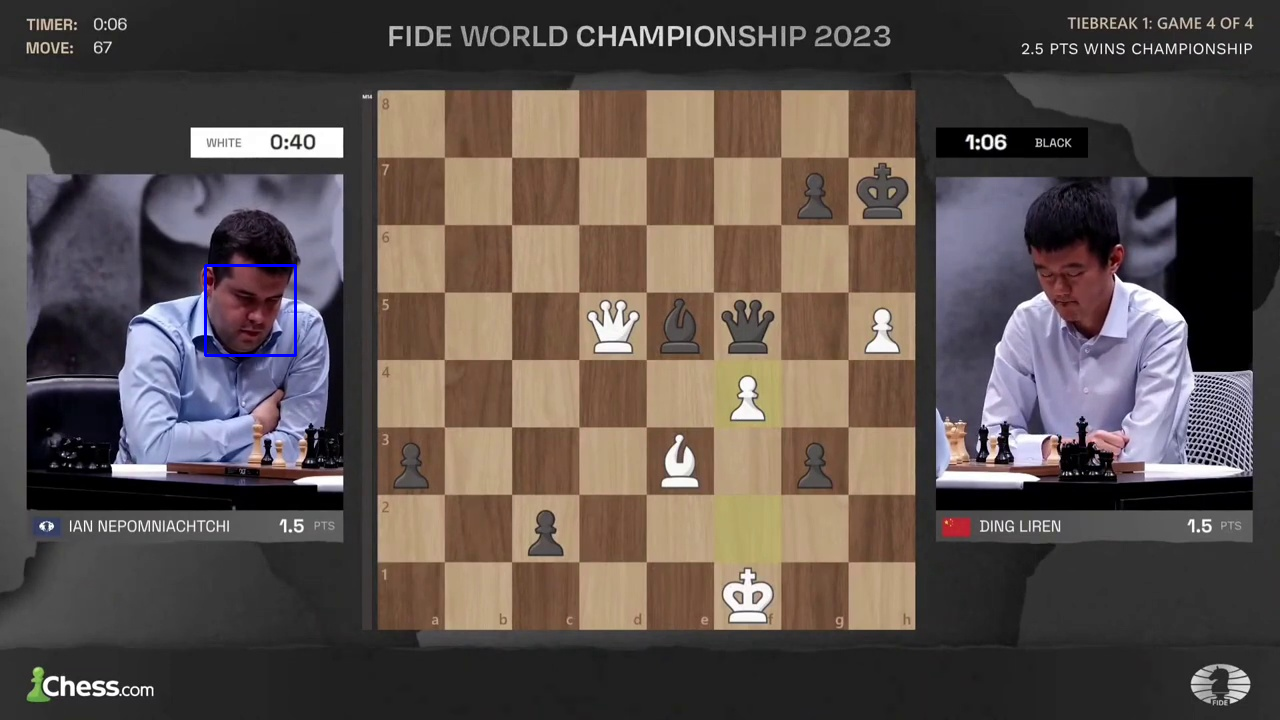 TIMER: 0:06
MOVE: 67
FIDE WORLD CHAMPIONSHIP 2023
TIEBREAK 1: GAME 4 OF 4
2.5 PTS WINS CHAMPIONSHIP
WHITE 0:40
1:06 BLACK
M14
8
7
6
5
4
3
2
1
a b c d e f g h
IAN NEPOMNIACHTCHI 1.5 PTS
DING LIREN 1.5 PTS
Chess.com
FIDE